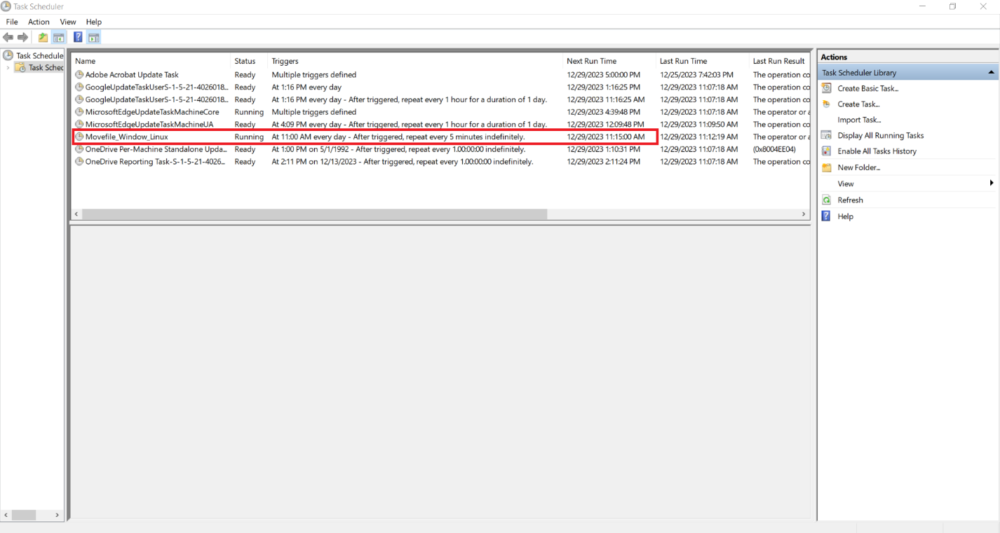 Task Scheduler
File Action View Help
Task Schedule
Task Sched
Name Status Triggers Next Run Time Last Run Time Last Run Result
Adobe Acrobat Update Task Ready Multiple triggers defined 12/29/2023 5:00:00 PM 12/25/2023 7:42:03 PM The operation co
GoogleUpdateTaskUserS-1-5-21-4026018... Ready At 1:16 PM every day 12/29/2023 1:16:25 PM 12/29/2023 11:07:18 AM The operation co
GoogleUpdateTaskUserS-1-5-21-4026018... Ready At 1:16 PM every day - After triggered, repeat every 1 hour for a duration of 1 day. 12/29/2023 11:16:25 AM 12/29/2023 11:07:18 AM The operation co
MicrosoftEdgeUpdateTaskMachineCore Running Multiple triggers defined 12/29/2023 4:39:48 PM 12/29/2023 11:07:18 AM The operator or a
MicrosoftEdgeUpdateTaskMachineUA Ready At 4:09 PM every day - After triggered, repeat every 1 hour for a duration of 1 day. 12/29/2023 12:09:48 PM 12/29/2023 11:09:50 AM The operation co
Movefile_Window_Linux Running At 11:00 AM every day - After triggered, repeat every 5 minutes indefinitely. 12/29/2023 11:15:00 AM 12/29/2023 11:12:19 AM The operator or a
OneDrive Per-Machine Standalone Upda... Ready At 1:00 PM on 5/1/1992 - After triggered, repeat every 1.00:00:00 indefinitely. 12/29/2023 1:10:31 PM 12/29/2023 11:07:18 AM (0x8004EE04)
OneDrive Reporting Task-S-1-5-21-4026... Ready At 2:11 PM on 12/13/2023 - After triggered, repeat every 1.00:00:00 indefinitely. 12/29/2023 2:11:24 PM 12/29/2023 11:07:18 AM The operation co
Actions
Task Scheduler Library
Create Basic Task...
Create Task...
Import Task...
Display All Running Tasks
Enable All Tasks History
New Folder...
View
Refresh
Help